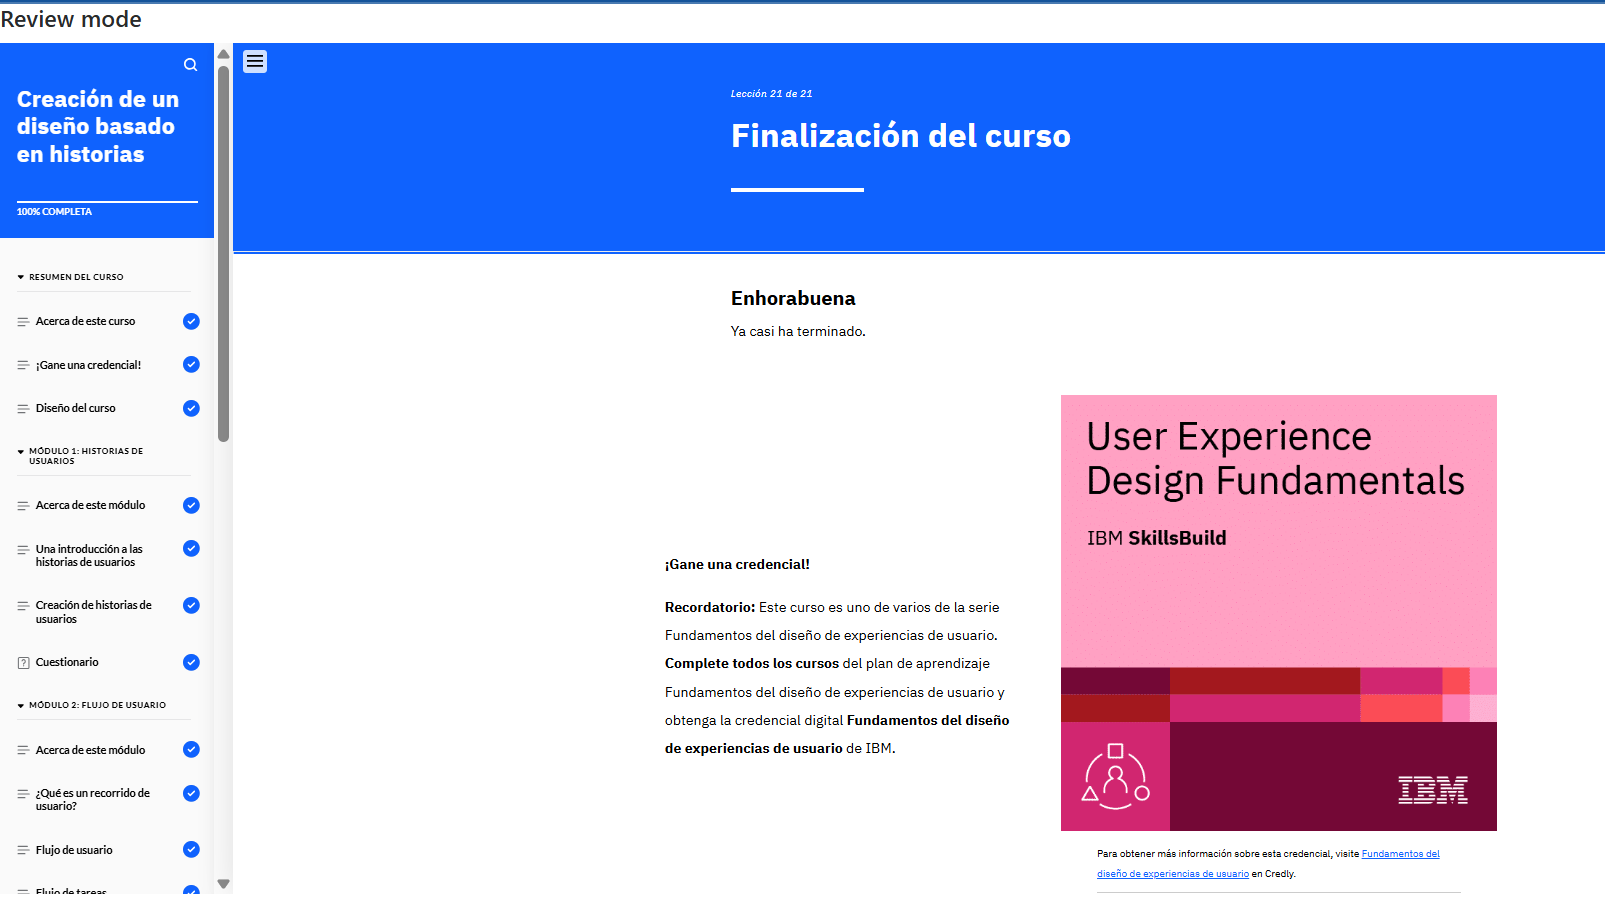 Review mode
Creación de un
diseño basado
en historias
100% COMPLETA
RESUMEN DEL CURSO
Acerca de este curso
¡Gane una credencial!
Diseño del curso
MÓDULO 1: HISTORIAS DE
USUARIOS
Acerca de este módulo
Una introducción a las
historias de usuarios
Creación de historias de
usuarios
Cuestionario
MÓDULO 2: FLUJO DE USUARIO
Acerca de este módulo
¿Qué es un recorrido de
usuario?
Flujo de usuario
Flujo de tareas
Lección 21 de 21
Finalización del curso
Enhorabuena
Ya casi ha terminado.
¡Gane una credencial!
Recordatorio: Este curso es uno de varios de la serie
Fundamentos del diseño de experiencias de usuario.
Complete todos los cursos del plan de aprendizaje
Fundamentos del diseño de experiencias de usuario y
obtenga la credencial digital Fundamentos del diseño
de experiencias de usuario de IBM.
User Experience
Design Fundamentals
IBM SkillsBuild
IBM
Para obtener más información sobre esta credencial, visite Fundamentos del
diseño de experiencias de usuario en Credly.